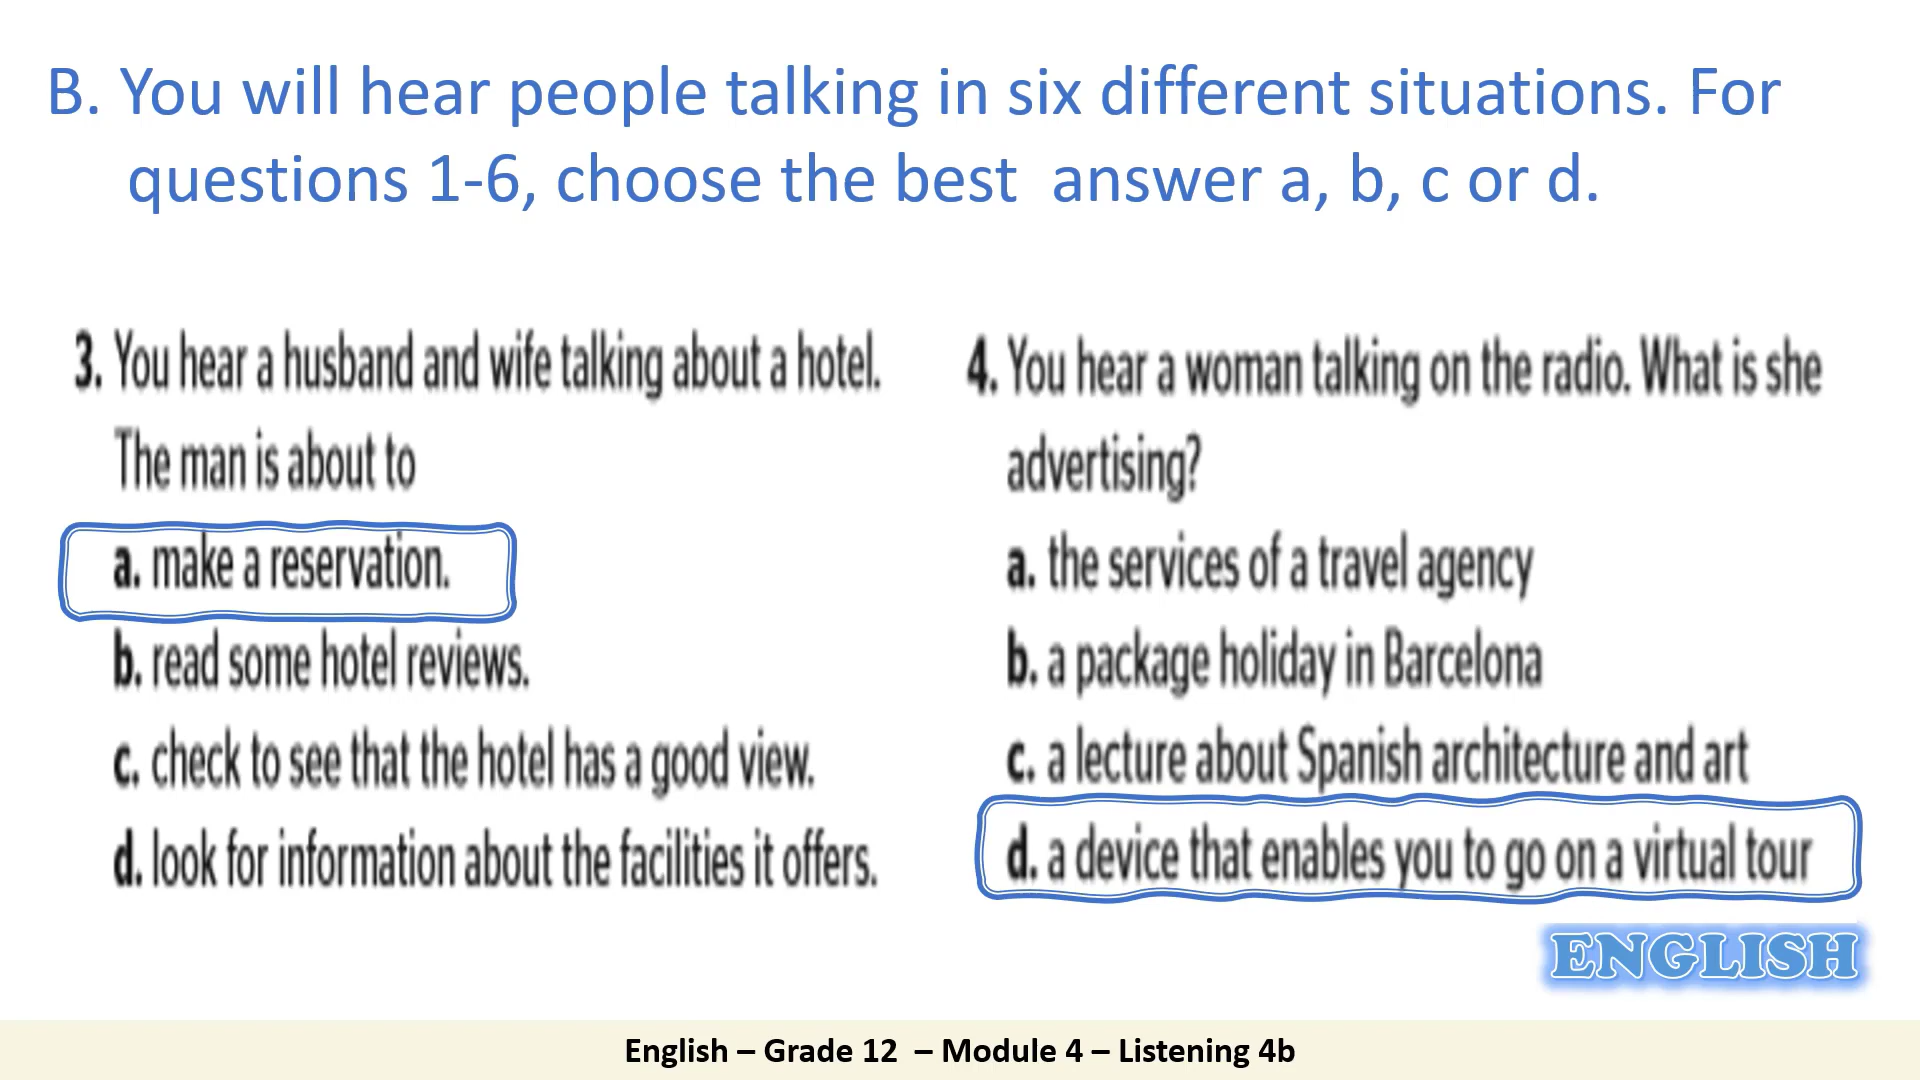 B. You will hear people talking in six different situations. For
questions 1-6, choose the best answer a, b, c or d.
3. You hear a husband and wife talking about a hotel.
The man is about to
a. make a reservation.
b. read some hotel reviews.
c. check to see that the hotel has a good view.
d. look for information about the facilities it offers.
4. You hear a woman talking on the radio. What is she
advertising?
a. the services of a travel agency
b. a package holiday in Barcelona
c. a lecture about Spanish architecture and art
d. a device that enables you to go on a virtual tour
ENGLISH
English – Grade 12 – Module 4 – Listening 4b